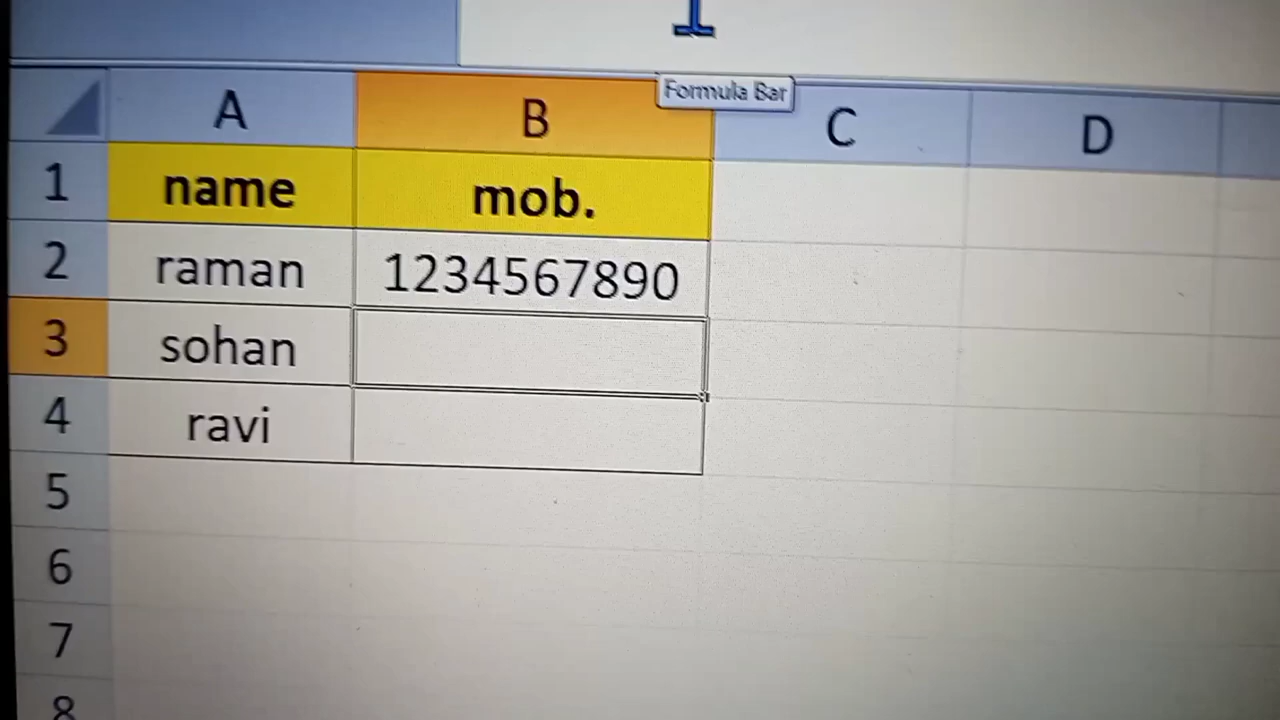 Formula Bar
A B C D
1 name mob.
2 raman 1234567890
3 sohan
4 ravi
5
6
7
8